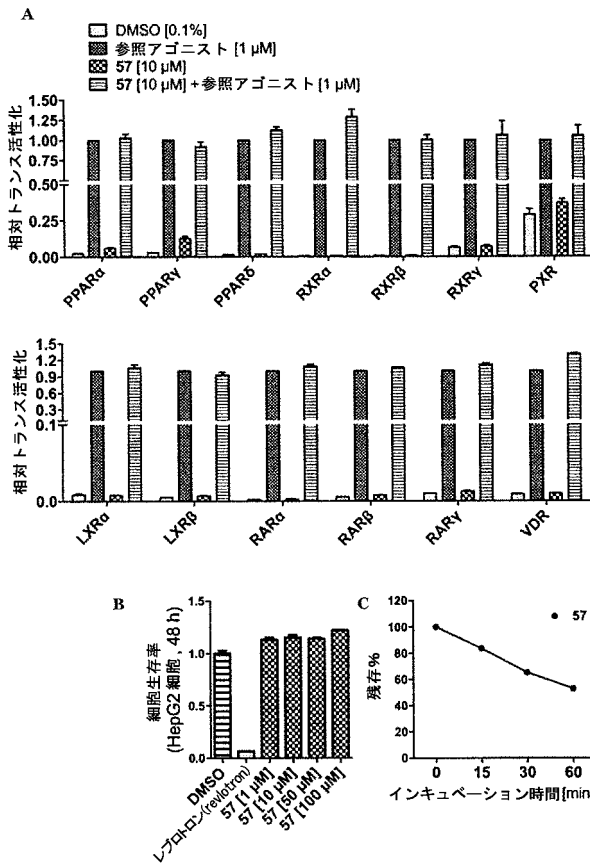 A
DMSO [0.1%]
参照アゴニスト [1 µM]
57 [10 µM]
57 [10 µM] + 参照アゴニスト [1 µM]
相対トランス活性化
1.50
1.25
1.00
0.75
0.50
0.25
0.00
PPARα
PPARγ
PPARδ
RXRα
RXRβ
RXRγ
PXR
相対トランス活性化
1.5
1.2
0.9
0.6
0.3
0.1
0.0
LXRα
LXRβ
RARα
RARβ
RARγ
VDR
B
細胞生存率
(HepG2 細胞 , 48 h)
1.5
1.0
0.5
0.0
DMSO
レプロトロン(reviotron)
57 [1 µM]
57 [10 µM]
57 [50 µM]
57 [100 µM]
C
57
残存%
120
100
80
60
40
20
0
0
15
30
60
インキュベーション時間[min